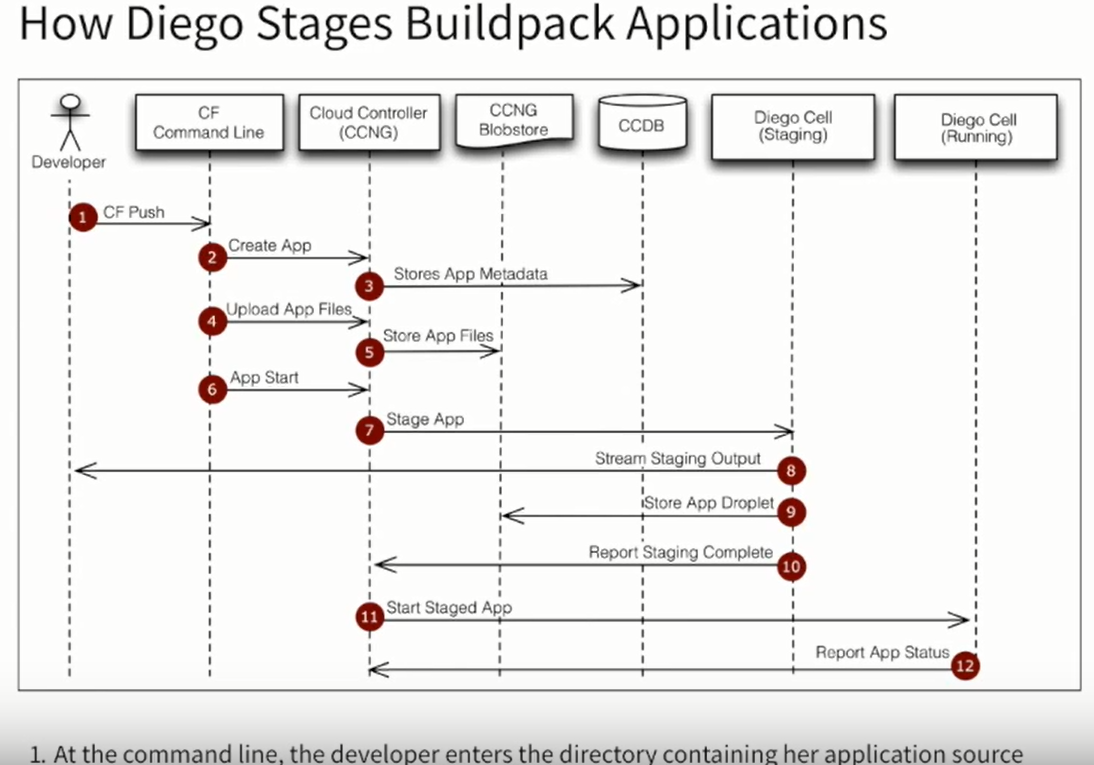 How Diego Stages Buildpack Applications
Developer
CF
Command Line
Cloud Controller
(CCNG)
CCNG
Blobstore
CCDB
Diego Cell
(Staging)
Diego Cell
(Running)
1 CF Push
2 Create App
3 Stores App Metadata
4 Upload App Files
5 Store App Files
6 App Start
7 Stage App
Stream Staging Output 8
Store App Droplet 9
Report Staging Complete 10
11 Start Staged App
Report App Status 12
1. At the command line, the developer enters the directory containing her application source